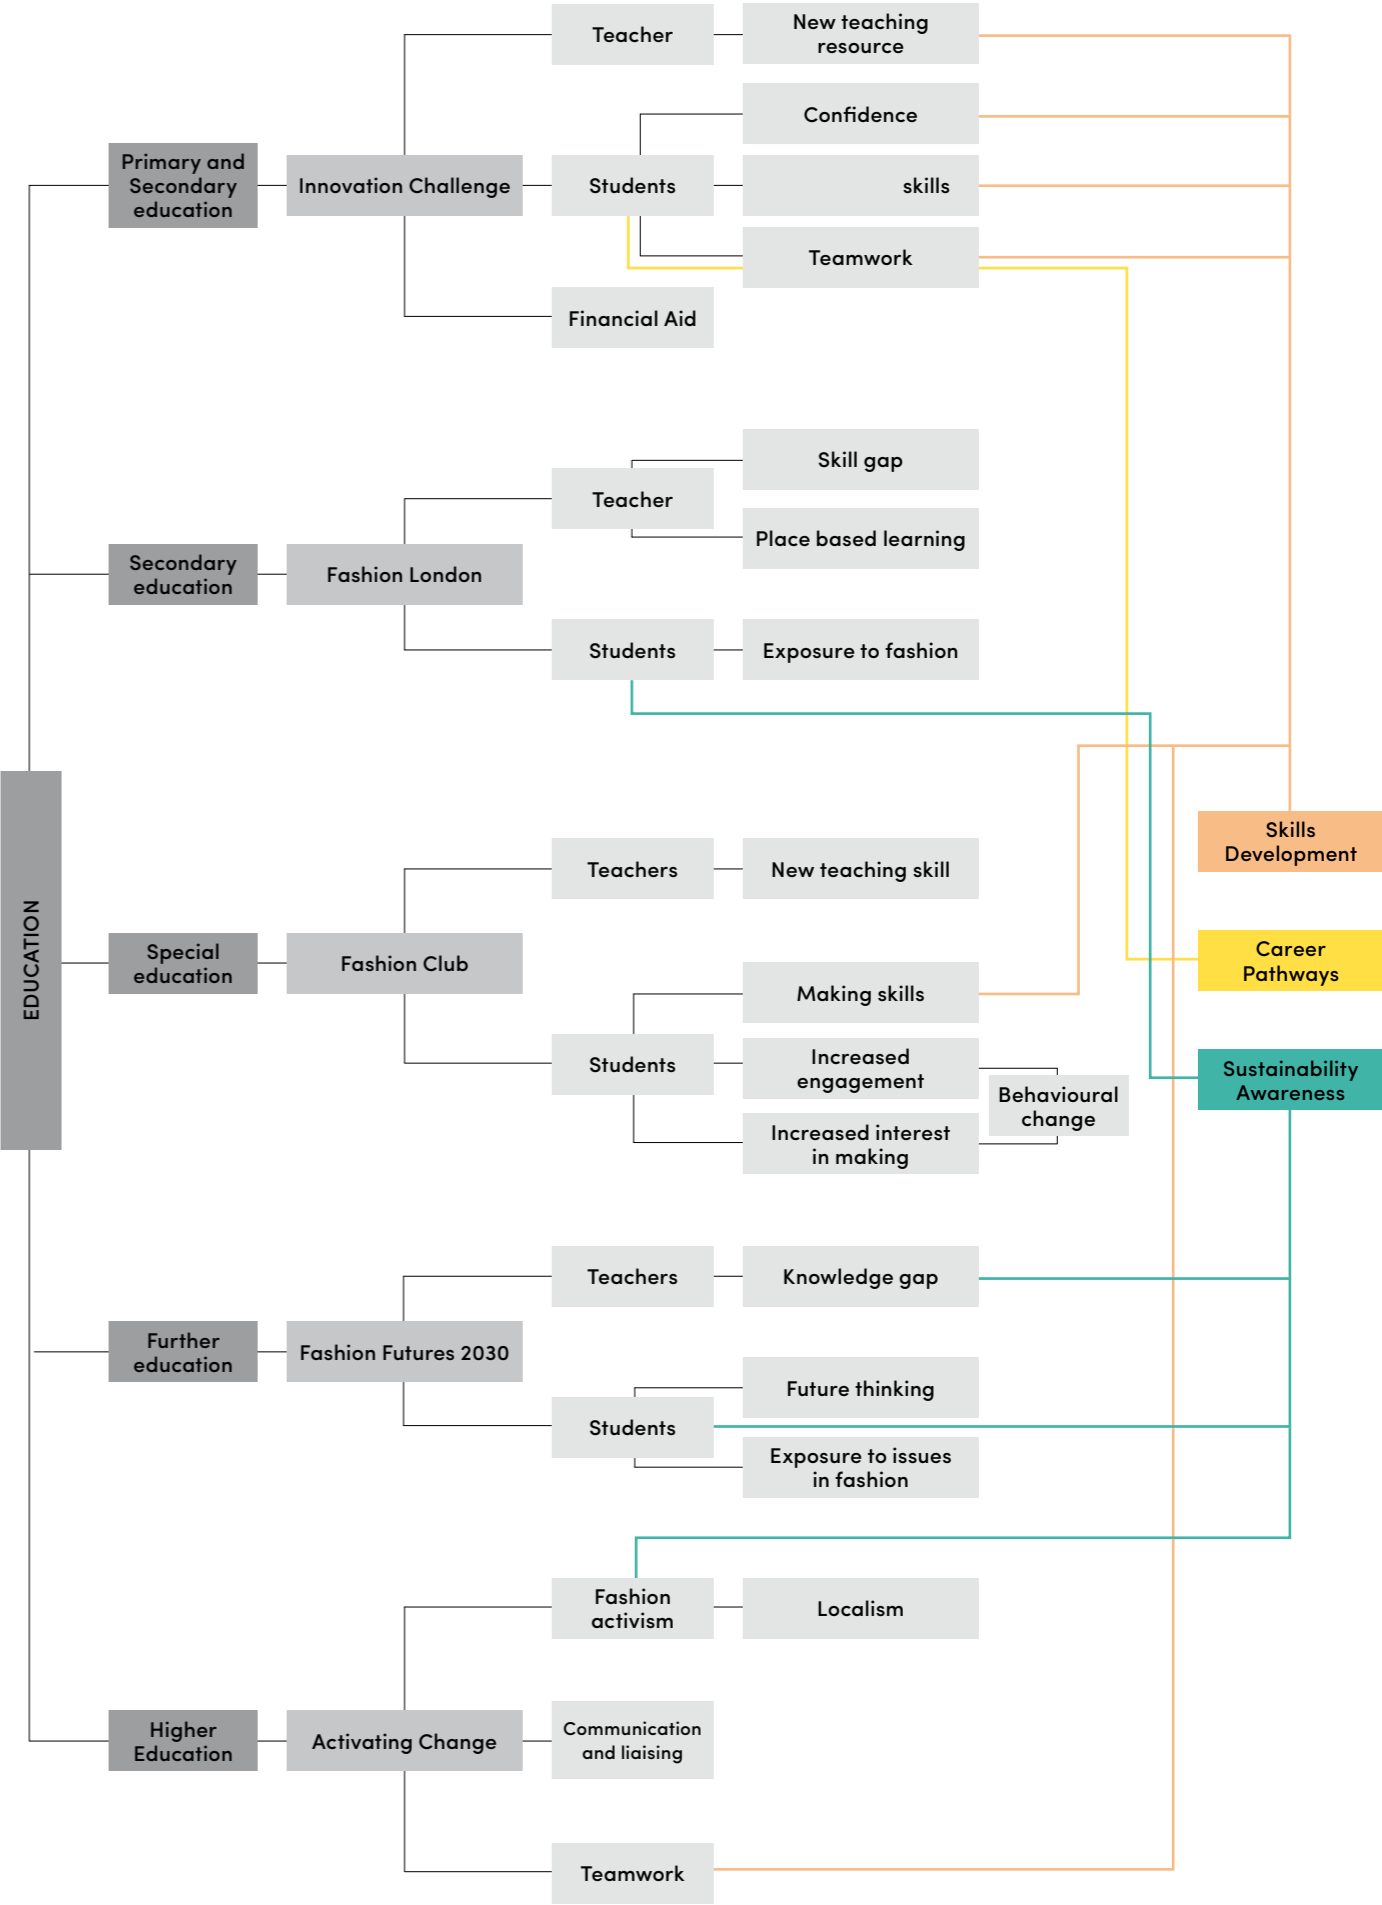 Teacher
New teaching
resource
Confidence
Primary and
Secondary
education
Innovation Challenge
Students
skills
Teamwork
Financial Aid
Skill gap
Teacher
Place based learning
Secondary
education
Fashion London
Students
Exposure to fashion
Skills
Development
Teachers
New teaching skill
EDUCATION
Special
education
Fashion Club
Career
Pathways
Making skills
Students
Increased
engagement
Behavioural
change
Increased interest
in making
Sustainability
Awareness
Teachers
Knowledge gap
Further
education
Fashion Futures 2030
Future thinking
Students
Exposure to issues
in fashion
Fashion
activism
Localism
Higher
Education
Activating Change
Communication
and liaising
Teamwork